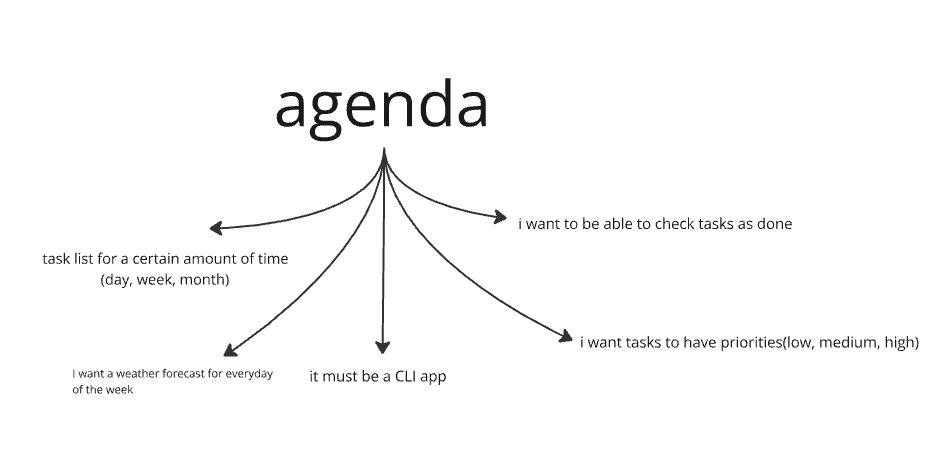 agenda
i want to be able to check tasks as done
task list for a certain amount of time
(day, week, month)
i want tasks to have priorities(low, medium, high)
I want a weather forecast for everyday
of the week
it must be a CLI app